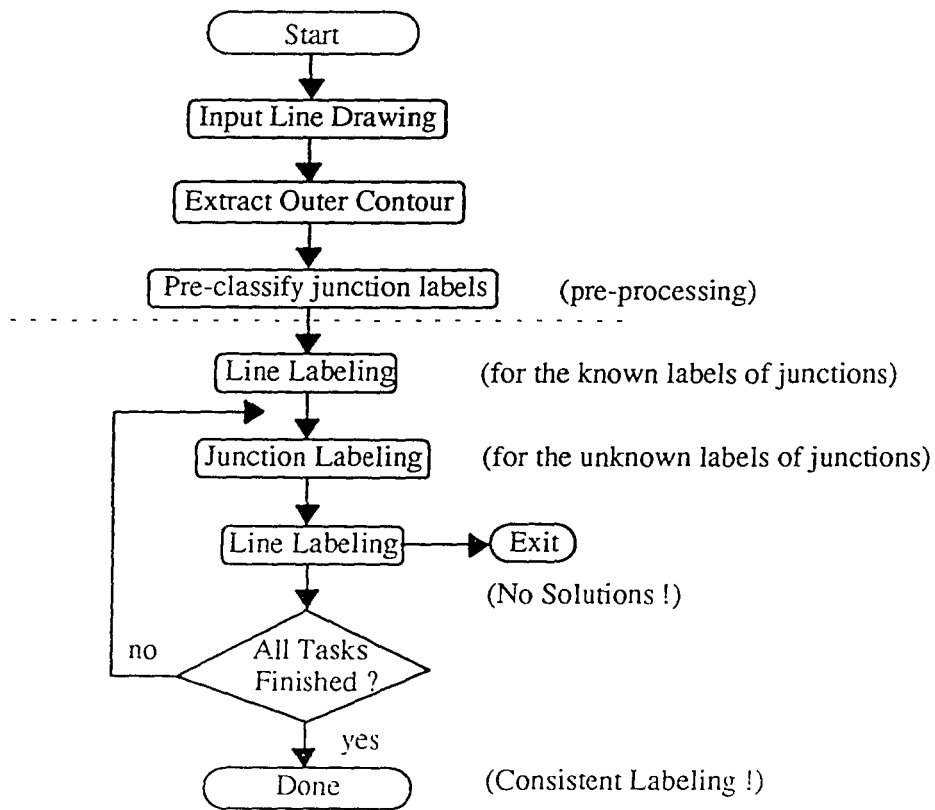 Start
Input Line Drawing
Extract Outer Contour
Pre-classify junction labels (pre-processing)
Line Labeling (for the known labels of junctions)
Junction Labeling (for the unknown labels of junctions)
Line Labeling Exit
(No Solutions !)
no All Tasks
Finished ?
yes
Done (Consistent Labeling !)